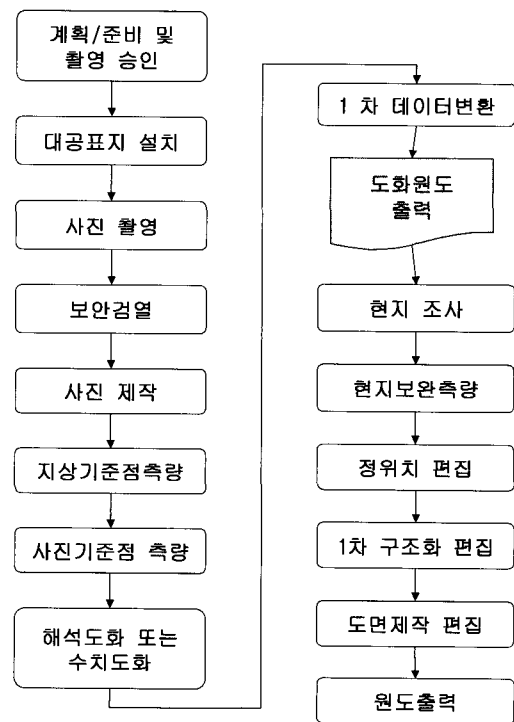 계획/준비 및
촬영 승인
대공표지 설치
사진 촬영
보안검열
사진 제작
지상기준점측량
사진기준점 측량
해석도화 또는
수치도화
1 차 데이터변환
도화원도
출력
현지 조사
현지보완측량
정위치 편집
1차 구조화 편집
도면제작 편집
원도출력